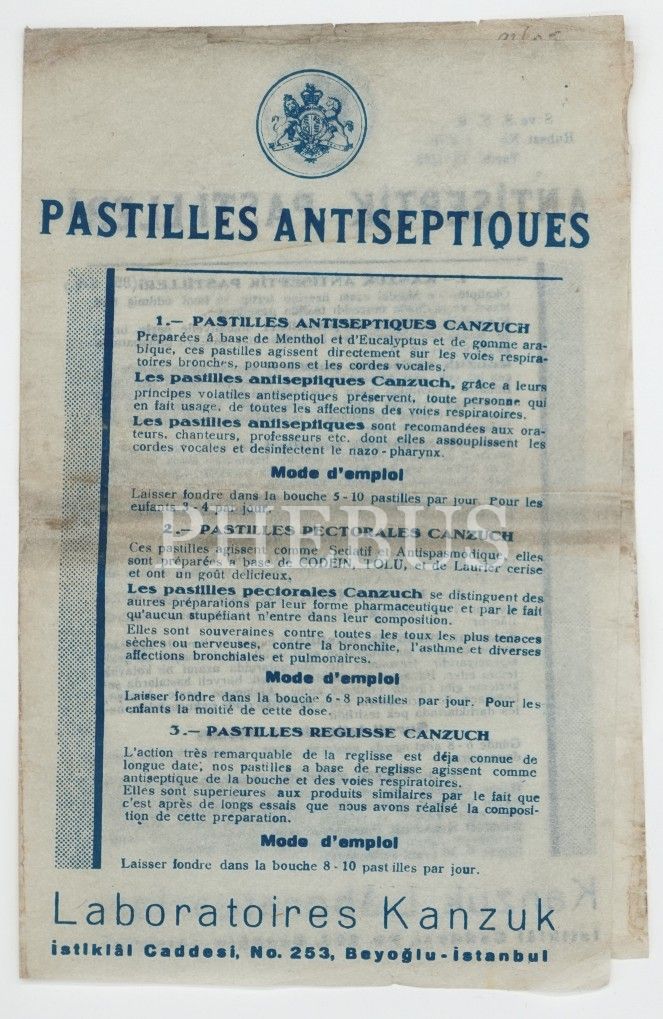 PASTILLES ANTISEPTIQUES
1.— PASTILLES ANTISEPTIQUES CANZUCH
Preparées à base de Menthol et d'Eucalyptus et de gomme ara-
bique, ces pastilles agissent directement sur les voies respira-
toires bronches, poumons et les cordes vocales.
Les pastilles antiseptiques Canzuch, grâce a leurs
principes volatiles antiseptiques préservent, toute personne qui
en fait usage, de toutes les affections des voies respiratoires.
Les pastilles antiseptiques sont recomandées aux ora-
teurs, chanteurs, professeurs etc. dont elles assouplissent les
cordes vocales et desinfectent le nazo - pharynx.
Mode d'emploi
Laisser fondre dans la bouche 5 - 10 pastilles par jour. Pour les
enfants 3 - 4 par jour.
PHEBUS
2.— PASTILLES PECTORALES CANZUCH
Ces pastilles agissent comme Sedatif et Antispasmodique, elles
sont préparées a base de CODEIN, TOLU, et de Laurier cerise
et ont un goût delicieux.
Les pastilles pectorales Canzuch se distinguent des
autres préparations par leur forme pharmaceutique et par le fait
qu'aucun stupéfiant n'entre dans leur composition.
Elles sont souveraines contre toutes les toux les plus tenaces
sèches ou nerveuses, contre la bronchite, l'asthme et diverses
affections bronchiales et pulmonaires.
Mode d'emploi
Laisser fondre dans la bouche 6 - 8 pastilles par jour. Pour les
enfants la moitié de cette dose.
3.— PASTILLES REGLISSE CANZUCH
L'action très remarquable de la reglisse est déja connue de
longue date; nos pastilles a base de reglisse agissent comme
antiseptique de la bouche et des voies respiratoires.
Elles sont superieures aux produits similaires par le fait que
c'est après de longs essais que nous avons réalisé la composi-
tion de cette preparation.
Mode d'emploi
Laisser fondre dans la bouche 8 - 10 pastilles par jour.
Laboratoires Kanzuk
istiklâl Caddesi, No. 253, Beyoğlu - istanbul